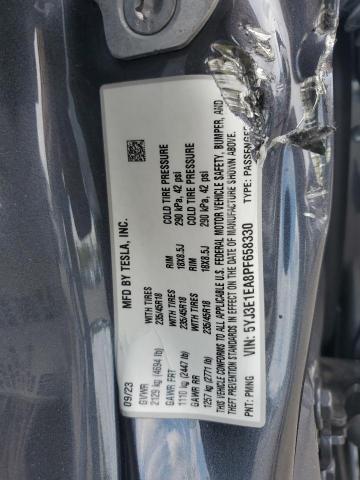 MFD BY TESLA, INC.
09/23
GVWR
2129 kg (4694 lb)
GAWR FRT WITH TIRES RIM COLD TIRE PRESSURE
1110 kg (2447 lb) 235/45R18 18X8.5J 290 kPa, 42 psi
GAWR RR WITH TIRES RIM COLD TIRE PRESSURE
1257 kg (2771 lb) 235/45R18 18X8.5J 290 kPa, 42 psi
THIS VEHICLE CONFORMS TO ALL APPLICABLE U.S. FEDERAL MOTOR VEHICLE SAFETY, BUMPER, AND
THEFT PREVENTION STANDARDS IN EFFECT ON THE DATE OF MANUFACTURE SHOWN ABOVE.
VIN: 5YJ3E1EA8PF658330 TYPE: PASSENGER
PNT: PMNG